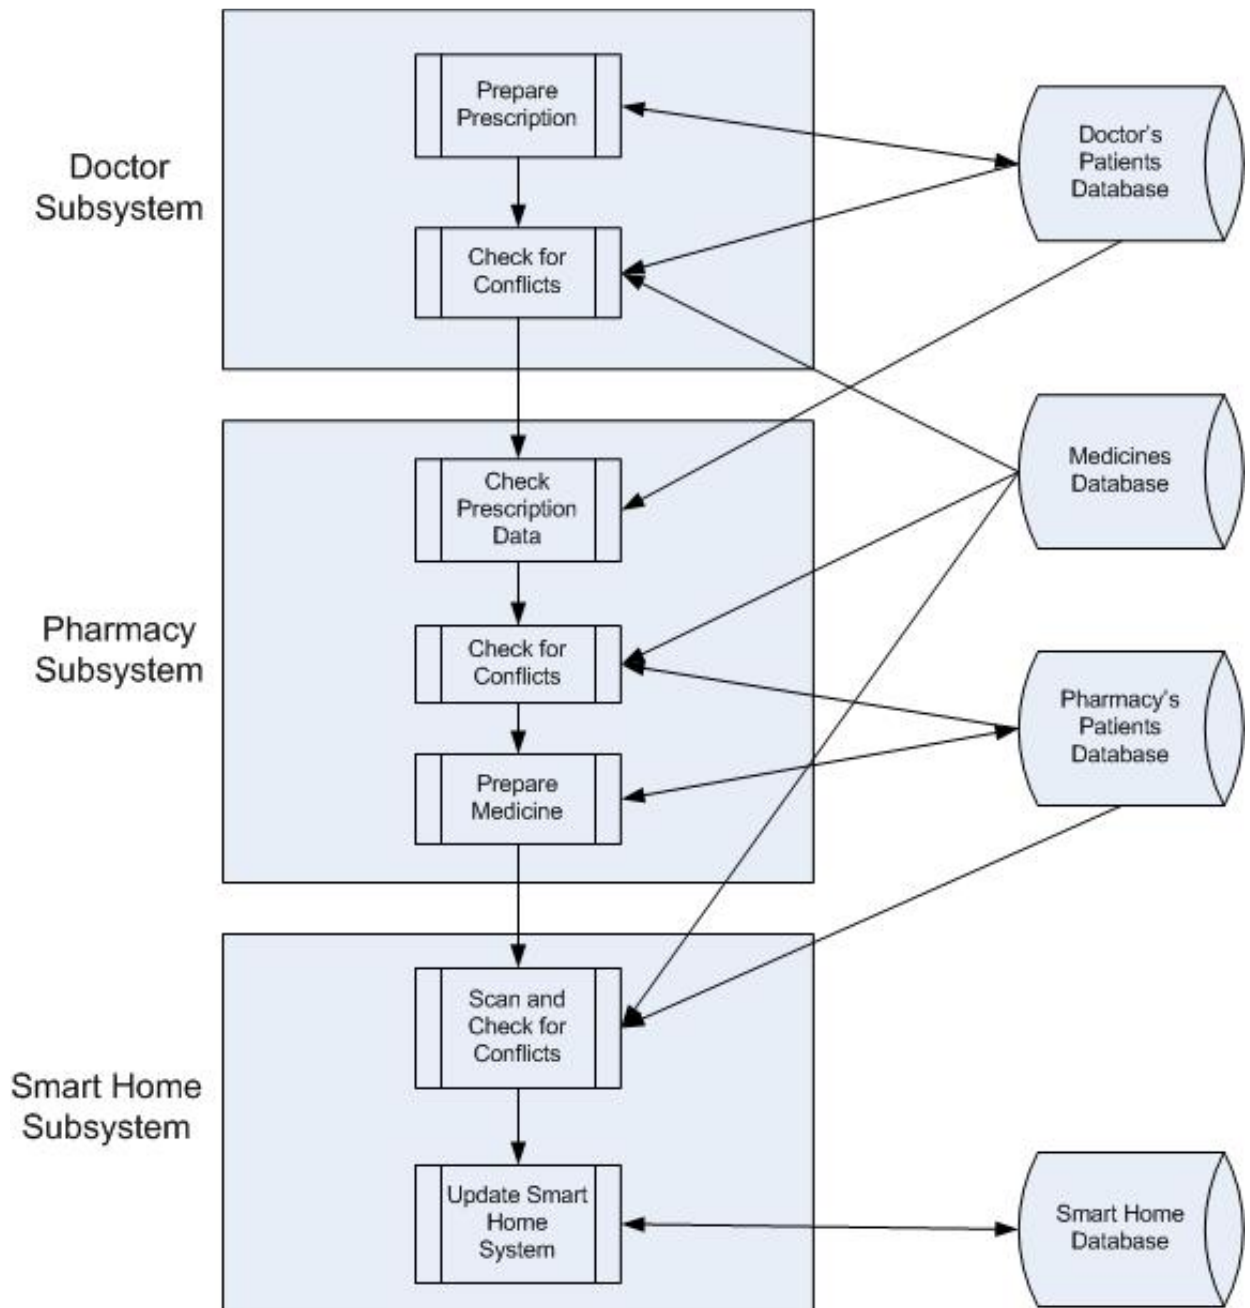 Doctor
Subsystem
Prepare
Prescription
Check for
Conflicts
Doctor's
Patients
Database
Pharmacy
Subsystem
Check
Prescription
Data
Check for
Conflicts
Prepare
Medicine
Medicines
Database
Pharmacy's
Patients
Database
Smart Home
Subsystem
Scan and
Check for
Conflicts
Update Smart
Home
System
Smart Home
Database